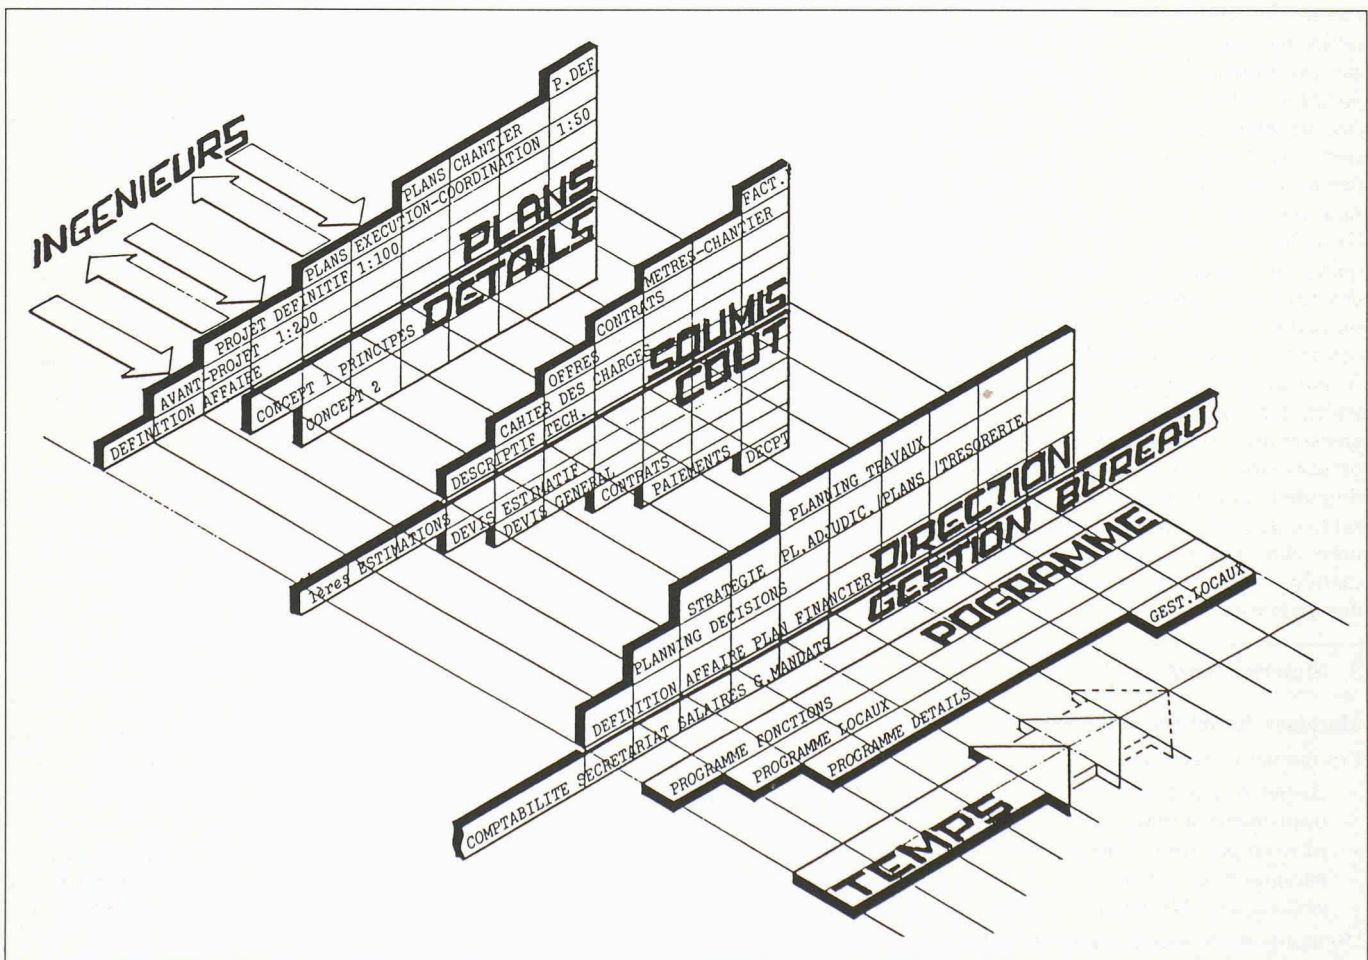 INGENIEURS
P.DEF
PLANS CHANTIER
PLANS EXECUTION-COORDINATION 1:50
PROJET DEFINITIF 1:100
AVANT-PROJET 1:200
DEFINITION AFFAIRE
PLANS
DETAILS
CONCEPT 1 PRINCIPES
CONCEPT 2
FACT.
METRES-CHANTIER
CONTRATS
OFFRES
CAHIER DES CHARGES
DESCRIPTIF TECH.
SOUMIS
COUT
1ères ESTIMATIONS
DEVIS ESTIMATIF
DEVIS GENERAL
CONTRATS
PAIEMENTS
DECPT
PLANNING TRAVAUX
PL.ADJUDIC./PLANS /TRESORERIE
STRATEGIE
PLANNING DECISIONS
DEFINITION AFFAIRE PLAN FINANCIER
DIRECTION
GESTION BUREAU
COMPTABILITE SECRETARIAT SALAIRES G.MANDATS
POGRAMME
PROGRAMME FONCTIONS
PROGRAMME LOCAUX
PROGRAMME DETAILS
GEST.LOCAUX
TEMPS